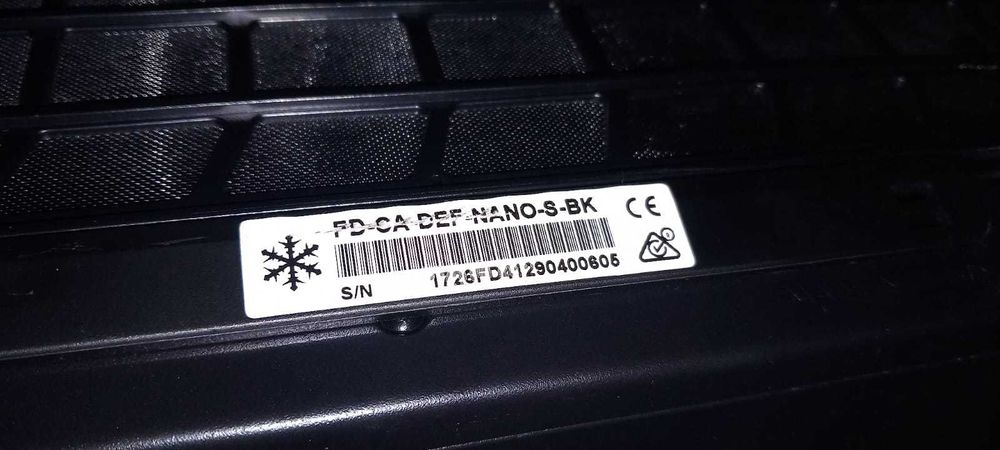 FD-CA-DEF-NANO-S-BK
CE
S/N 1726FD41290400605